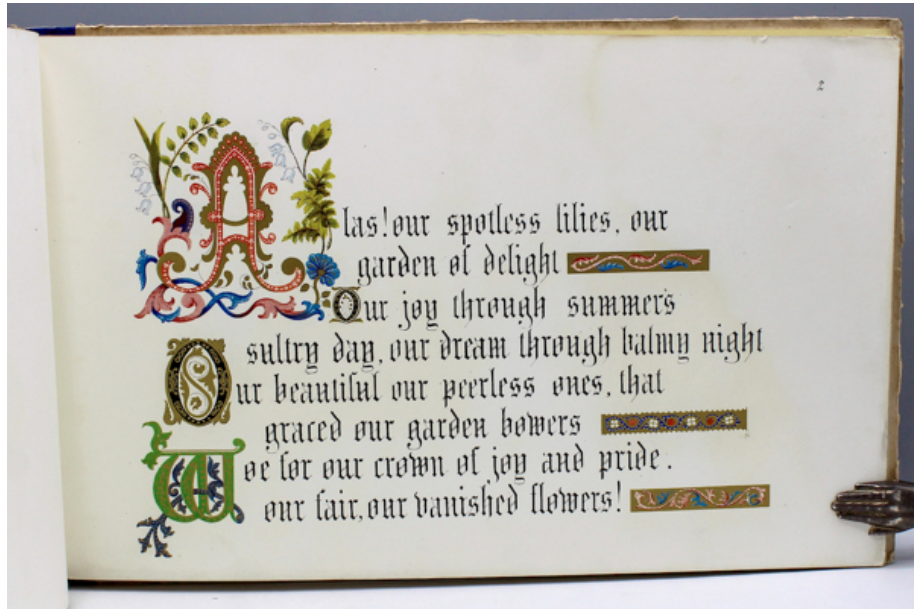 2
Alas! our spotless lilies, our
garden of delight
Our joy through summer's
sultry day, our dream through balmy night
Our beautiful our peerless ones, that
graced our garden bowers
Woe for our crown of joy and pride.
our fair, our vanished flowers!